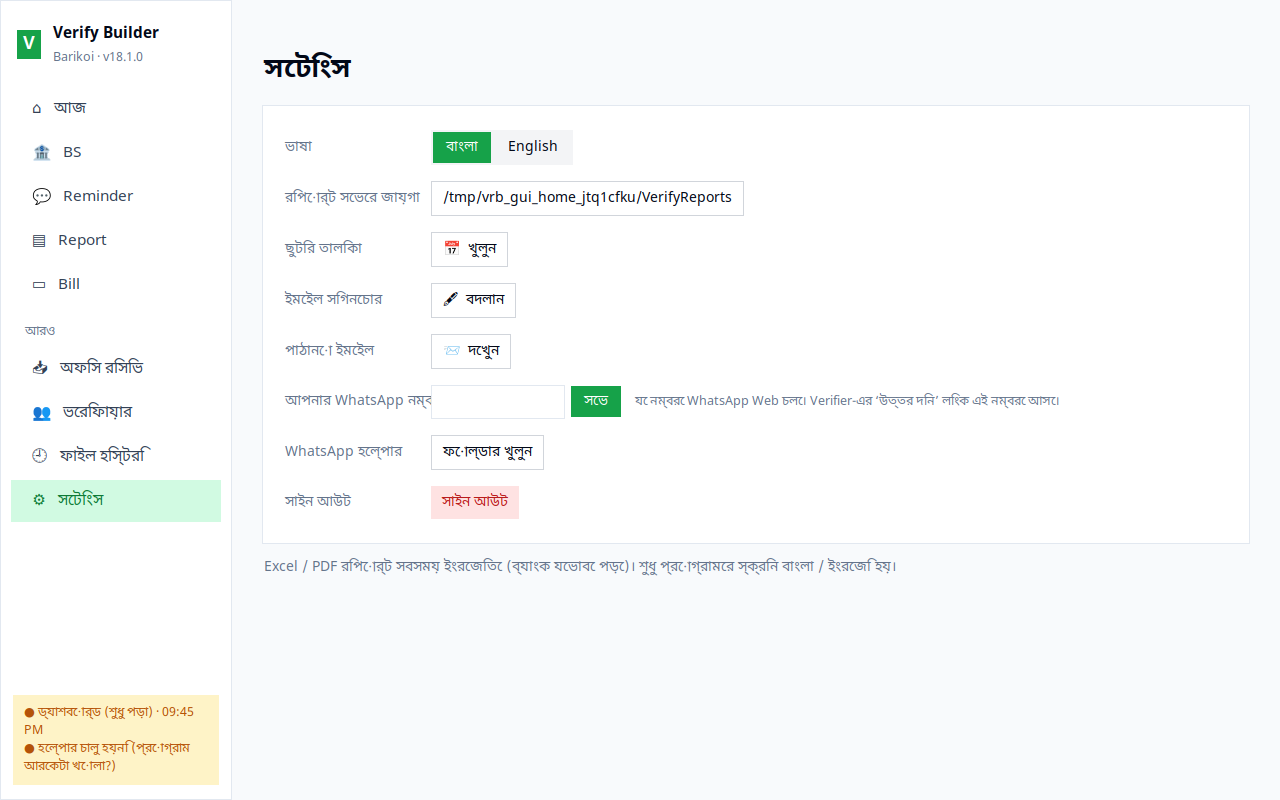 V
Verify Builder
Barikoi · v18.1.0
আজ
BS
Reminder
Report
Bill
আরও
অফিস রিসিভ
ভেরিফায়ার
ফাইল হিস্টরি
সেটিংস
● ড্যাশবোর্ড (শুধু পড়া) · 09:45
PM
● হেল্পার চালু হয়নি (প্রোগ্রাম
আরেকটা খোলা?)
সেটিংস
ভাষা বাংলা English
রিপোর্ট সেভের জায়গা /tmp/vrb_gui_home_jtq1cfku/VerifyReports
ছুটির তালিকা 17 খুলুন
ইমেইল সিগনেচার বদলান
পাঠানো ইমেইল দেখুন
আপনার WhatsApp নম্ব সেভ যে নম্বরে WhatsApp Web চলে। Verifier-এর ‘উত্তর দিন’ লিংক এই নম্বরে আসে।
WhatsApp হেল্পার ফোল্ডার খুলুন
সাইন আউট সাইন আউট
Excel / PDF রিপোর্ট সবসময় ইংরেজিতে (ব্যাংক যেভাবে পড়ে)। শুধু প্রোগ্রামের স্ক্রিন বাংলা / ইংরেজি হয়।